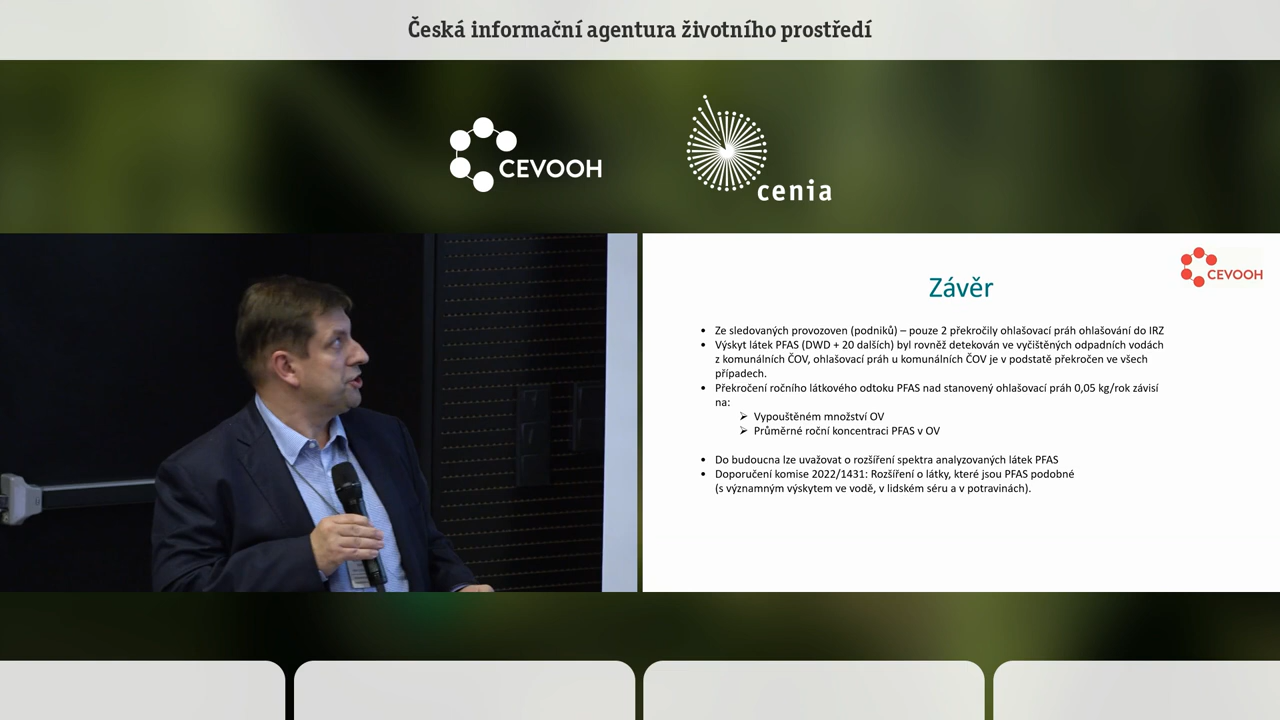 Česká informační agentura životního prostředí
CEVOOH
cenia
CEVOOH
Závěr
• Ze sledovaných provozoven (podniků) – pouze 2 překročily ohlašovací práh ohlašování do IRZ
• Výskyt látek PFAS (DWD + 20 dalších) byl rovněž detekován ve vyčištěných odpadních vodách
z komunálních ČOV, ohlašovací práh u komunálních ČOV je v podstatě překročen ve všech
případech.
• Překročení ročního látkového odtoku PFAS nad stanovený ohlašovací práh 0,05 kg/rok závisí
na:
➢ Vypouštěném množství OV
➢ Průměrné roční koncentraci PFAS v OV
• Do budoucna lze uvažovat o rozšíření spektra analyzovaných látek PFAS
• Doporučení komise 2022/1431: Rozšíření o látky, které jsou PFAS podobné
(s významným výskytem ve vodě, v lidském séru a v potravinách).